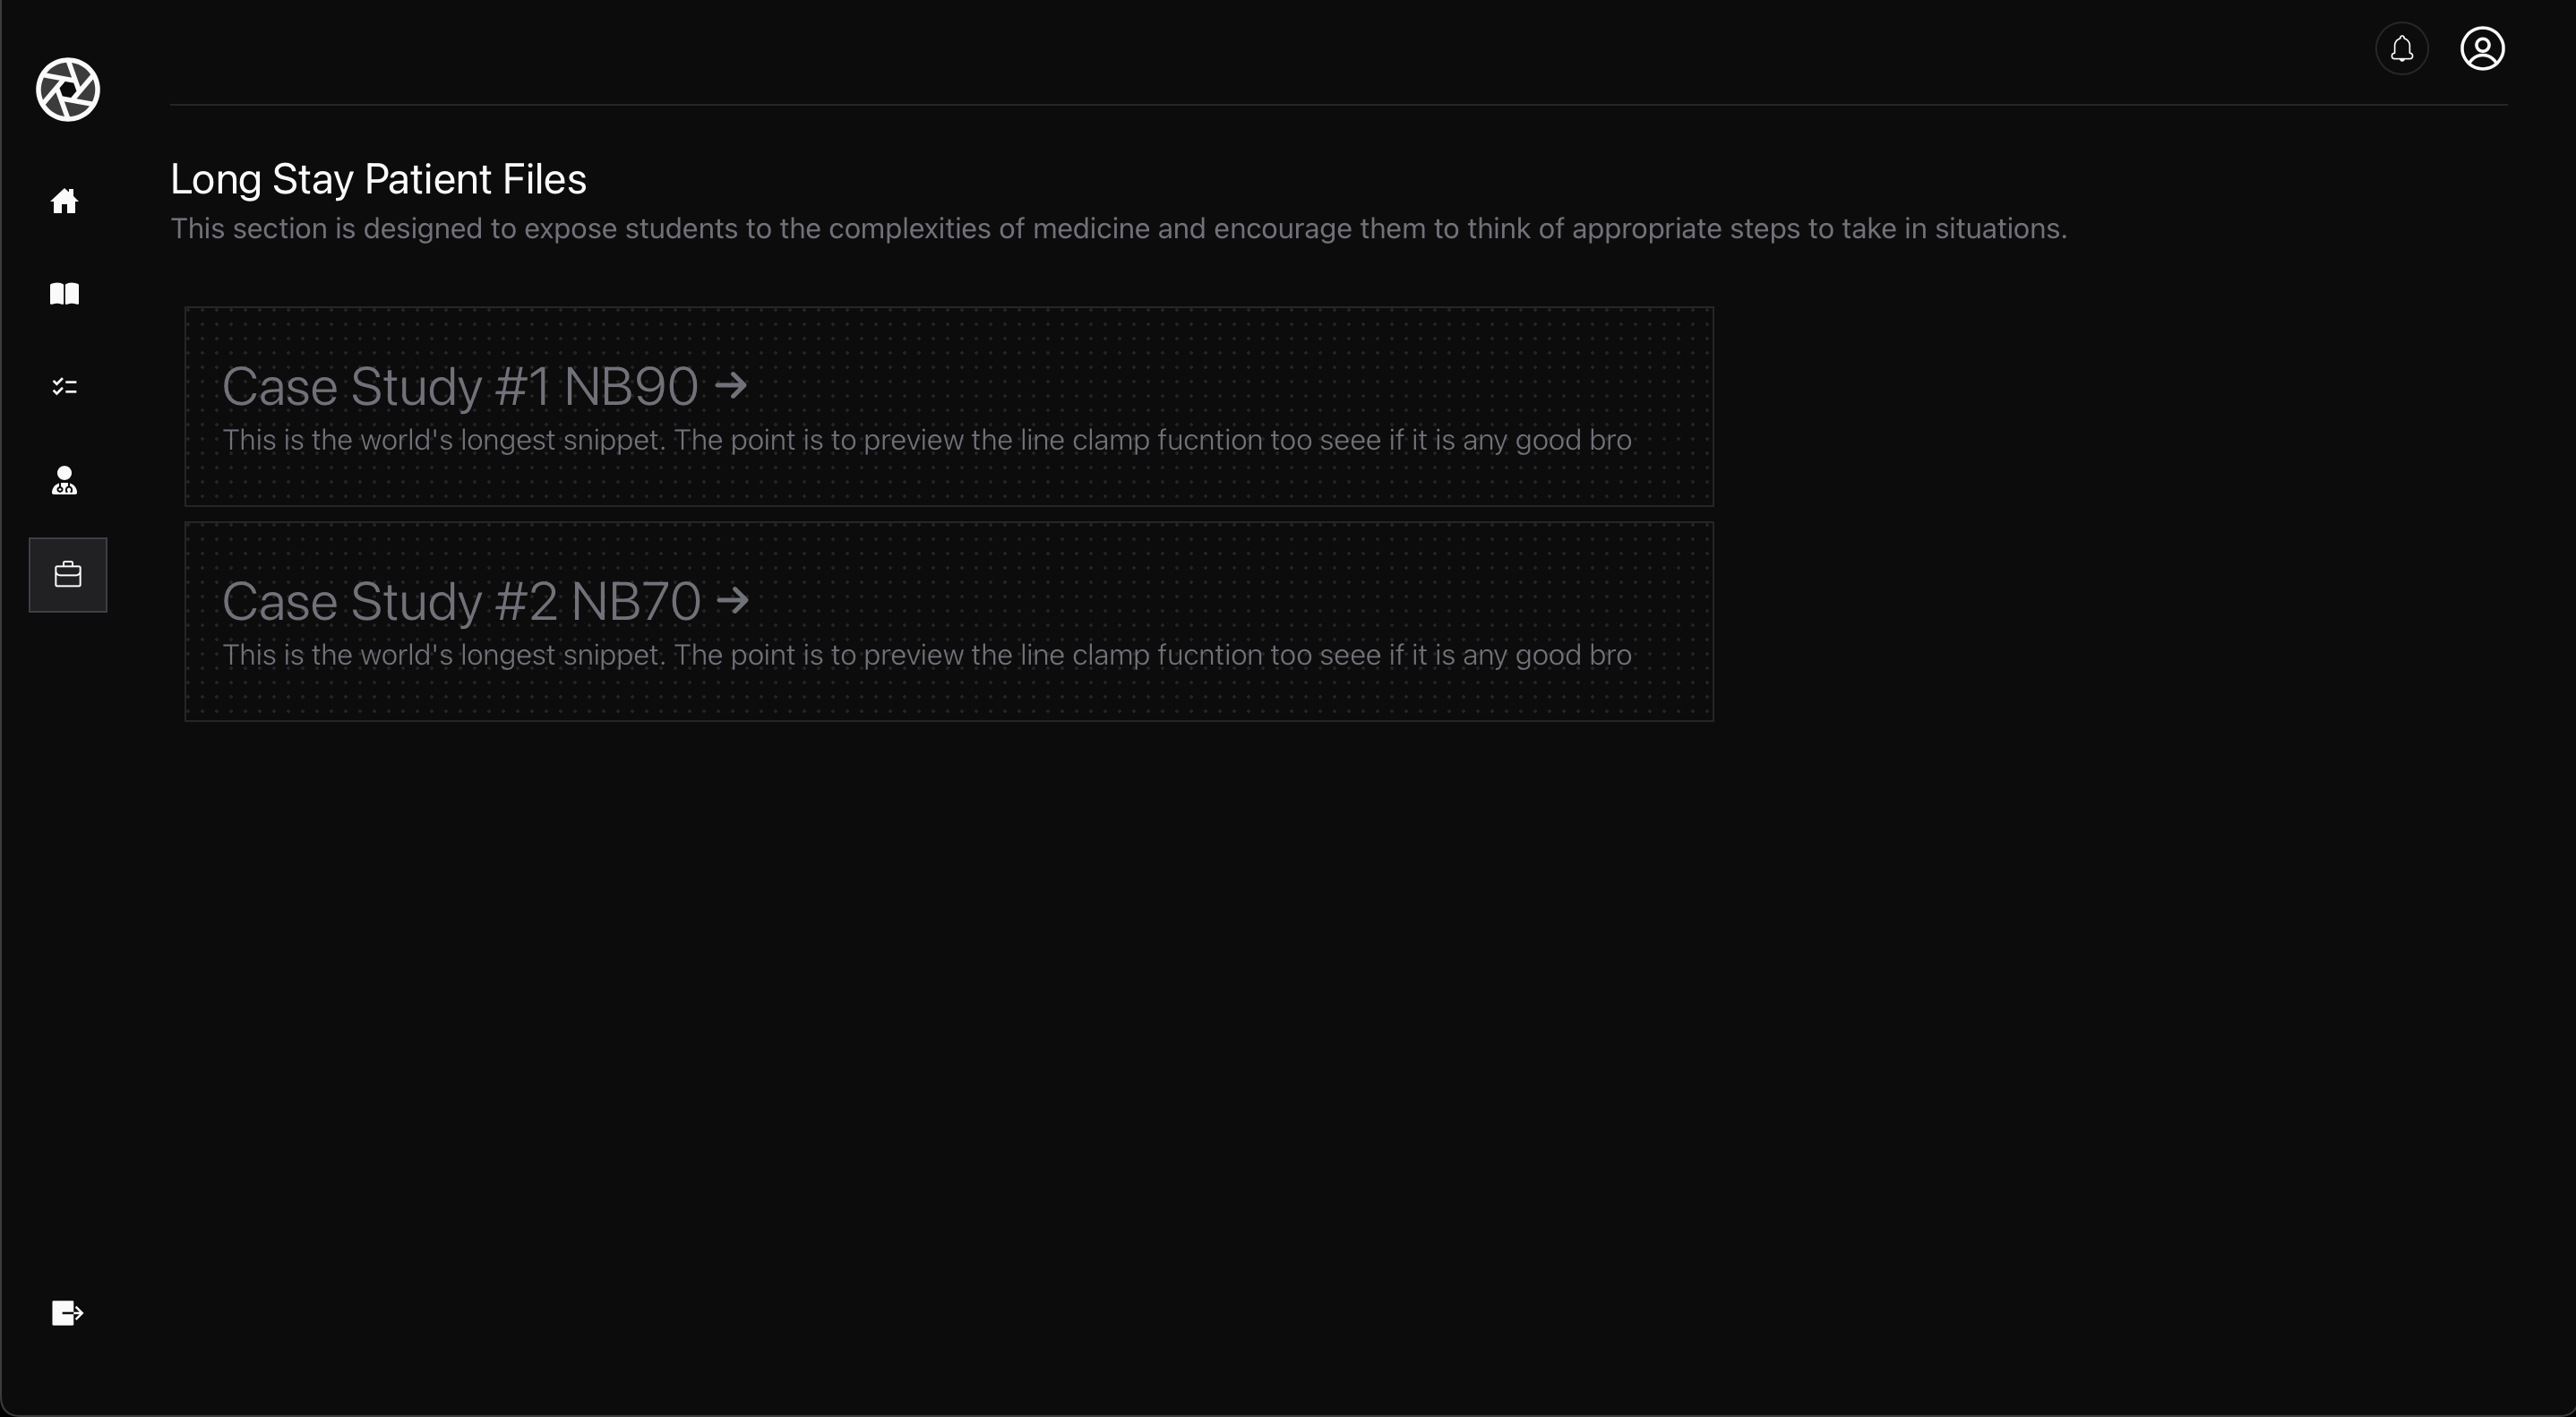 Long Stay Patient Files
This section is designed to expose students to the complexities of medicine and encourage them to think of appropriate steps to take in situations.
Case Study #1 NB90
This is the world's longest snippet. The point is to preview the line clamp fucntion too seee if it is any good bro
Case Study #2 NB70
This is the world's longest snippet. The point is to preview the line clamp fucntion too seee if it is any good bro